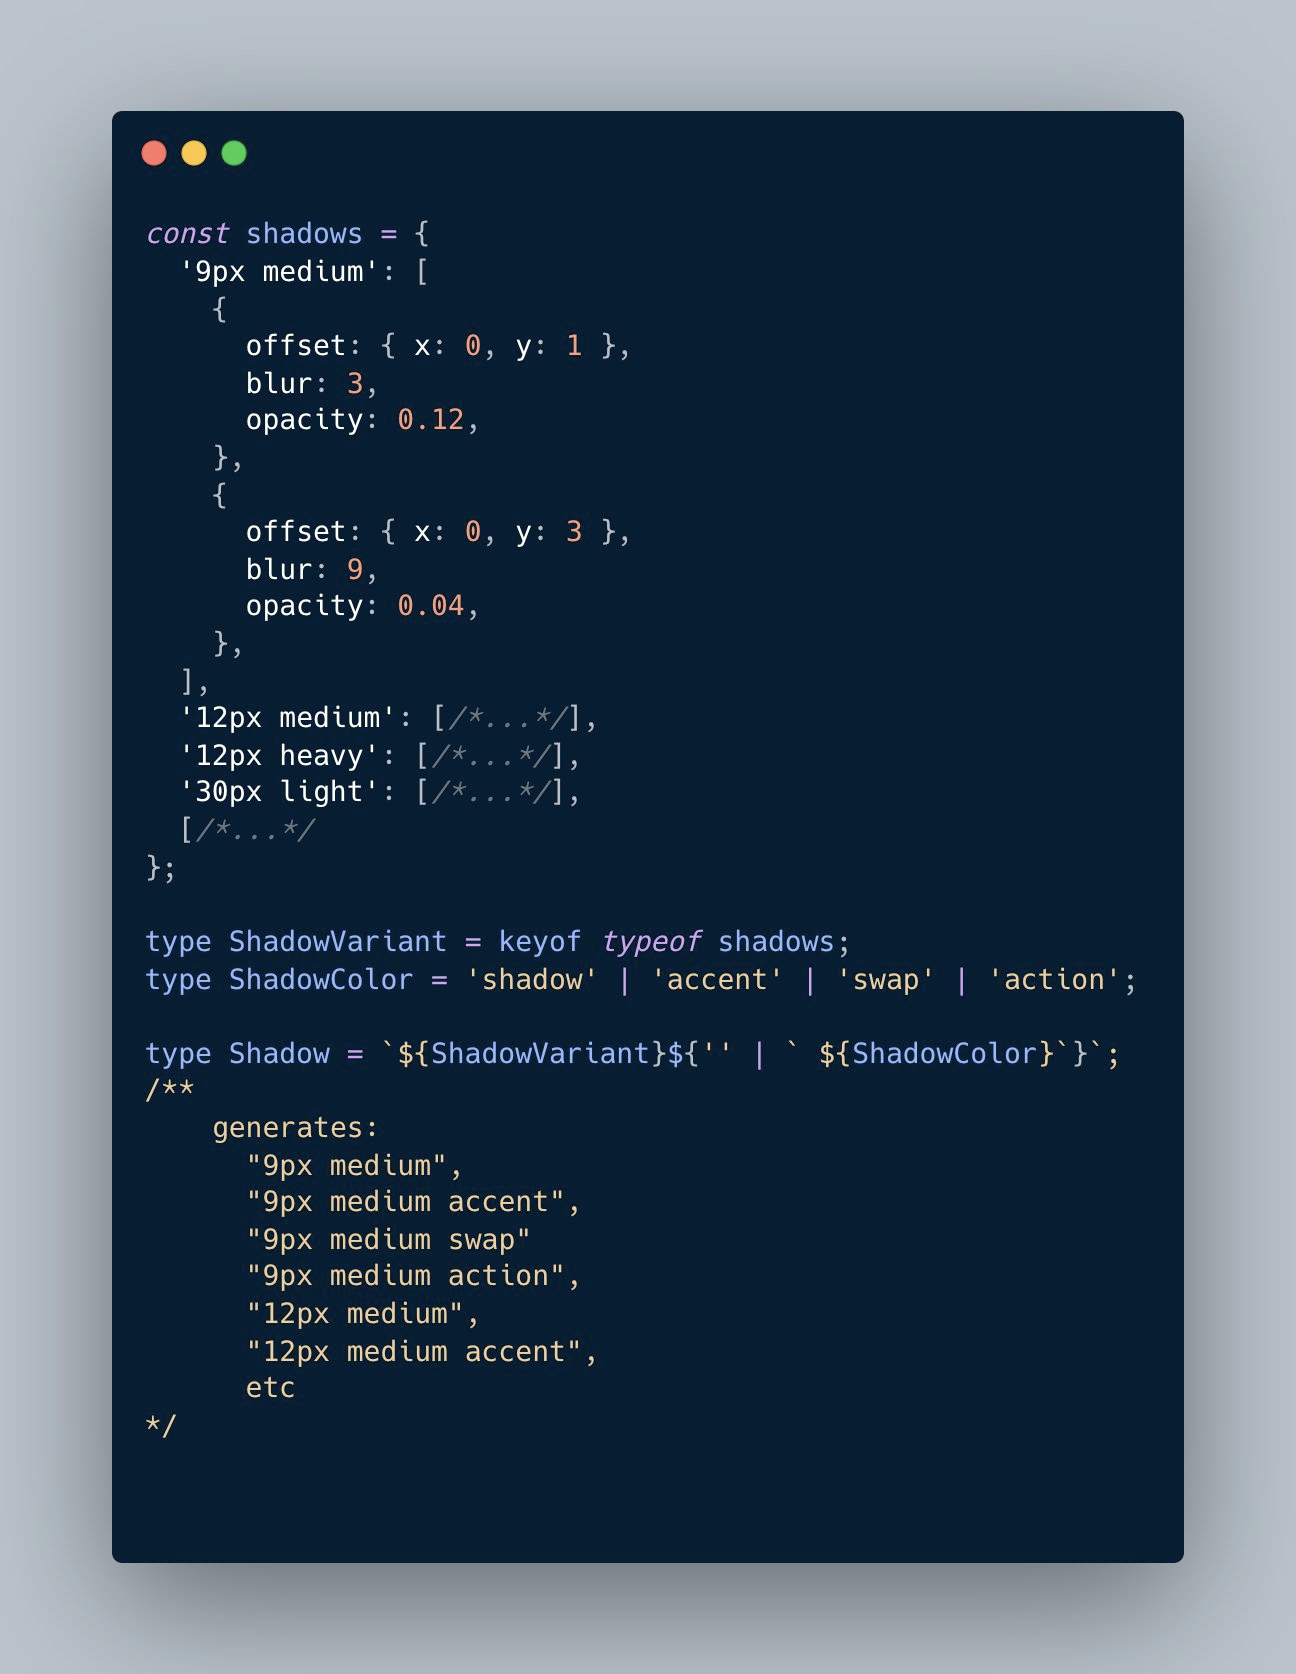 const shadows = {
  '9px medium': [
    {
      offset: { x: 0, y: 1 },
      blur: 3,
      opacity: 0.12,
    },
    {
      offset: { x: 0, y: 3 },
      blur: 9,
      opacity: 0.04,
    },
  ],
  '12px medium': [/*...*/],
  '12px heavy': [/*...*/],
  '30px light': [/*...*/],
  [/*...*/
};

type ShadowVariant = keyof typeof shadows;
type ShadowColor = 'shadow' | 'accent' | 'swap' | 'action';

type Shadow = `${ShadowVariant}${'' | ` ${ShadowColor}`}`;
/**
    generates:
      "9px medium",
      "9px medium accent",
      "9px medium swap"
      "9px medium action",
      "12px medium",
      "12px medium accent",
      etc
*/